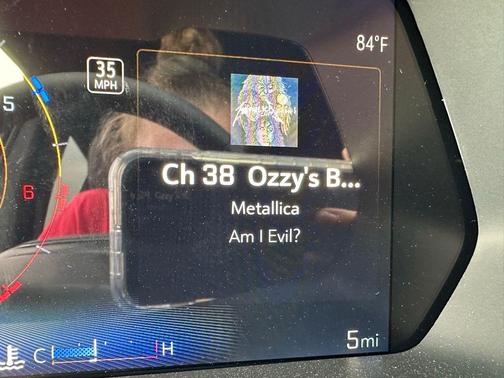 84°F
35
MPH
5
Ch 38 Ozzy's B...
6
Metallica
Am I Evil?
5mi
C
H